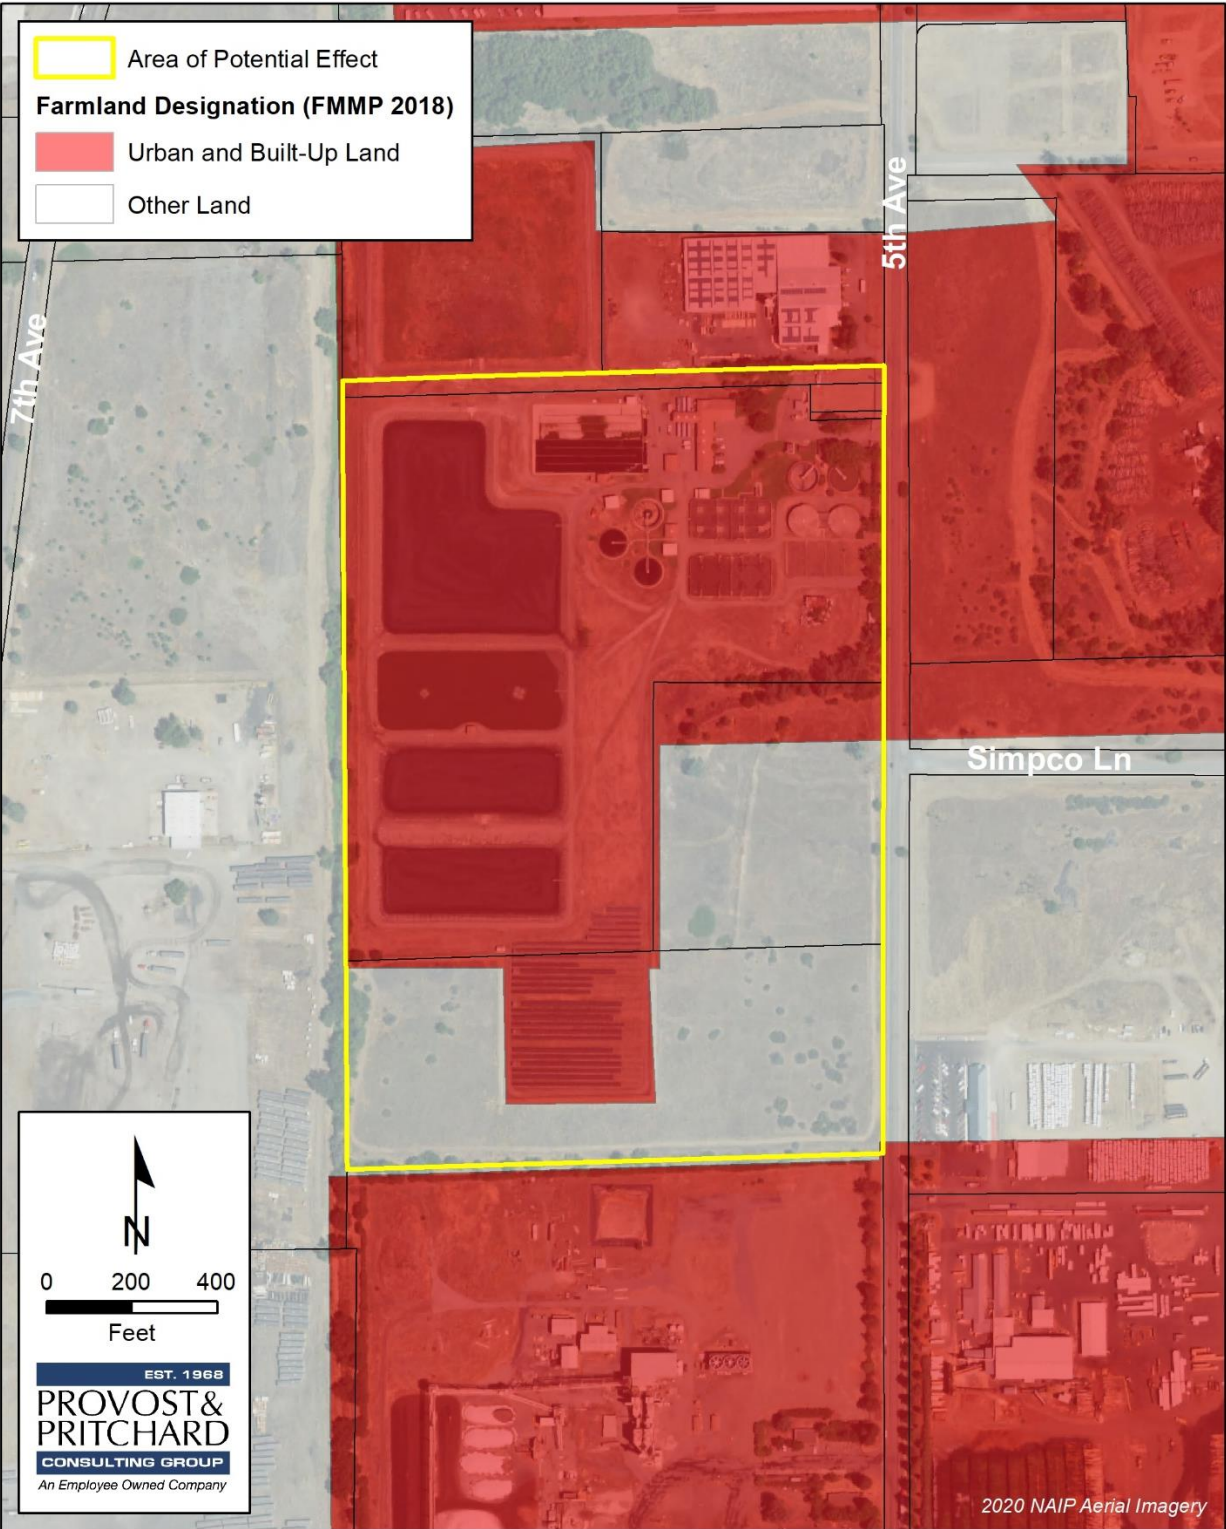 Area of Potential Effect
Farmland Designation (FMMP 2018)
Urban and Built-Up Land
Other Land
5th Ave
7th Ave
Simpco Ln
N
0 200 400
Feet
EST. 1968
PROVOST&
PRITCHARD
CONSULTING GROUP
An Employee Owned Company
2020 NAIP Aerial Imagery